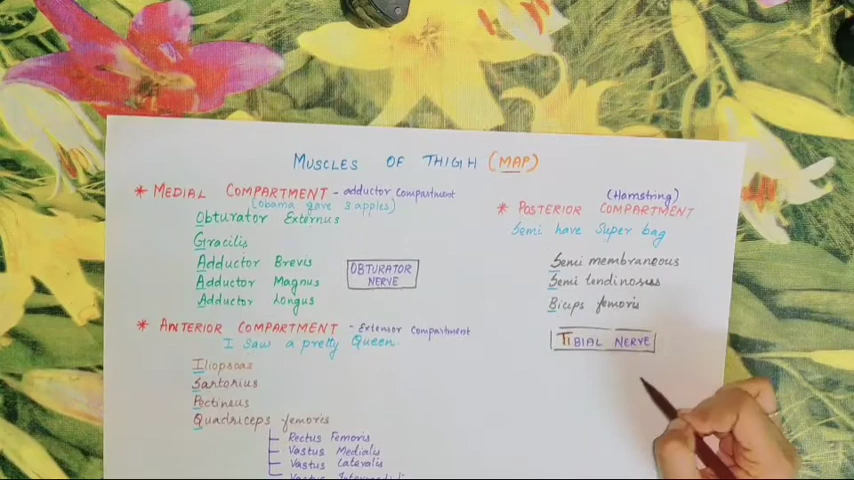 MUSCLES OF THIGH (MAP)
* MEDIAL COMPARTMENT - adductor compartment
(obama gave 3 apples)
Obturator Externus
Gracilis
Adductor Brevis
Adductor Magnus
Adductor Longus
OBTURATOR
NERVE
* ANTERIOR COMPARTMENT - Extensor compartment
I saw a pretty Queen
Iliopsoas
Sartorius
Pectineus
Quadriceps femoris
Rectus Femoris
Vastus Medialis
Vastus Lateralis
Vastus
(Hamstring)
* POSTERIOR COMPARTMENT
Semi have super bag
Semi membraneous
Semi tendinosus
Biceps femoris
TIBIAL NERVE